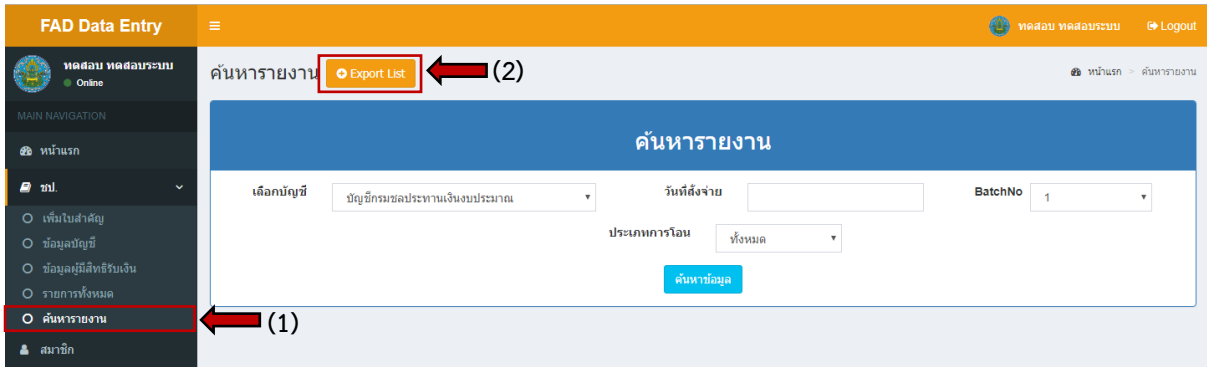 FAD Data Entry
ทดสอบ ทดสอบระบบ Logout
ทดสอบ ทดสอบระบบ
Online
ค้นหารายงาน Export List (2)
หน้าแรก > ค้นหารายงาน
MAIN NAVIGATION
หน้าแรก
ชป.
เพิ่มใบสำคัญ
ข้อมูลบัญชี
ข้อมูลผู้มีสิทธิรับเงิน
รายการทั้งหมด
ค้นหารายงาน (1)
สมาชิก
ค้นหารายงาน
เลือกบัญชี บัญชีกรมชลประทานเงินงบประมาณ วันที่สั่งจ่าย BatchNo 1
ประเภทการโอน ทั้งหมด
ค้นหาข้อมูล